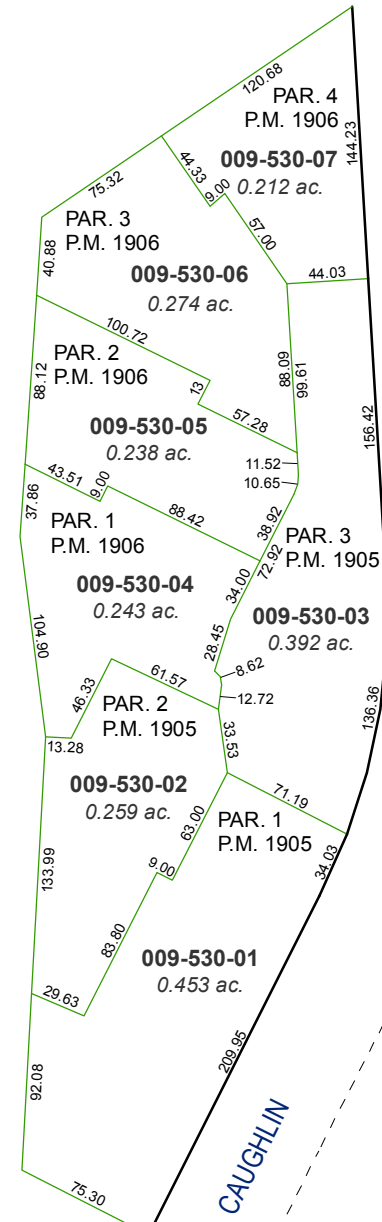 120.68
PAR. 4
P.M. 1906
144.23
009-530-07
0.212 ac.
44.33
9.00
75.32
57.00
PAR. 3
P.M. 1906
40.88
009-530-06
0.274 ac.
44.03
100.72
88.09
99.61
88.12
PAR. 2
P.M. 1906
13
57.28
156.42
009-530-05
0.238 ac.
11.52
10.65
43.51
9.00
37.86
88.42
38.92
72.92
PAR. 1
P.M. 1906
PAR. 3
P.M. 1905
009-530-04
0.243 ac.
34.00
009-530-03
0.392 ac.
104.90
28.45
8.62
12.72
61.57
46.33
PAR. 2
P.M. 1905
136.36
33.53
13.28
009-530-02
0.259 ac.
71.19
63.00
PAR. 1
P.M. 1905
34.03
133.99
9.00
83.80
009-530-01
0.453 ac.
29.63
92.08
209.95
CAUGHLIN
75.30